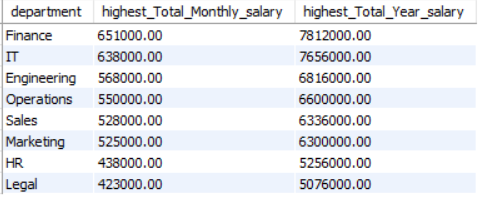 department highest_Total_Monthly_salary highest_Total_Year_salary
Finance 651000.00 7812000.00
IT 638000.00 7656000.00
Engineering 568000.00 6816000.00
Operations 550000.00 6600000.00
Sales 528000.00 6336000.00
Marketing 525000.00 6300000.00
HR 438000.00 5256000.00
Legal 423000.00 5076000.00